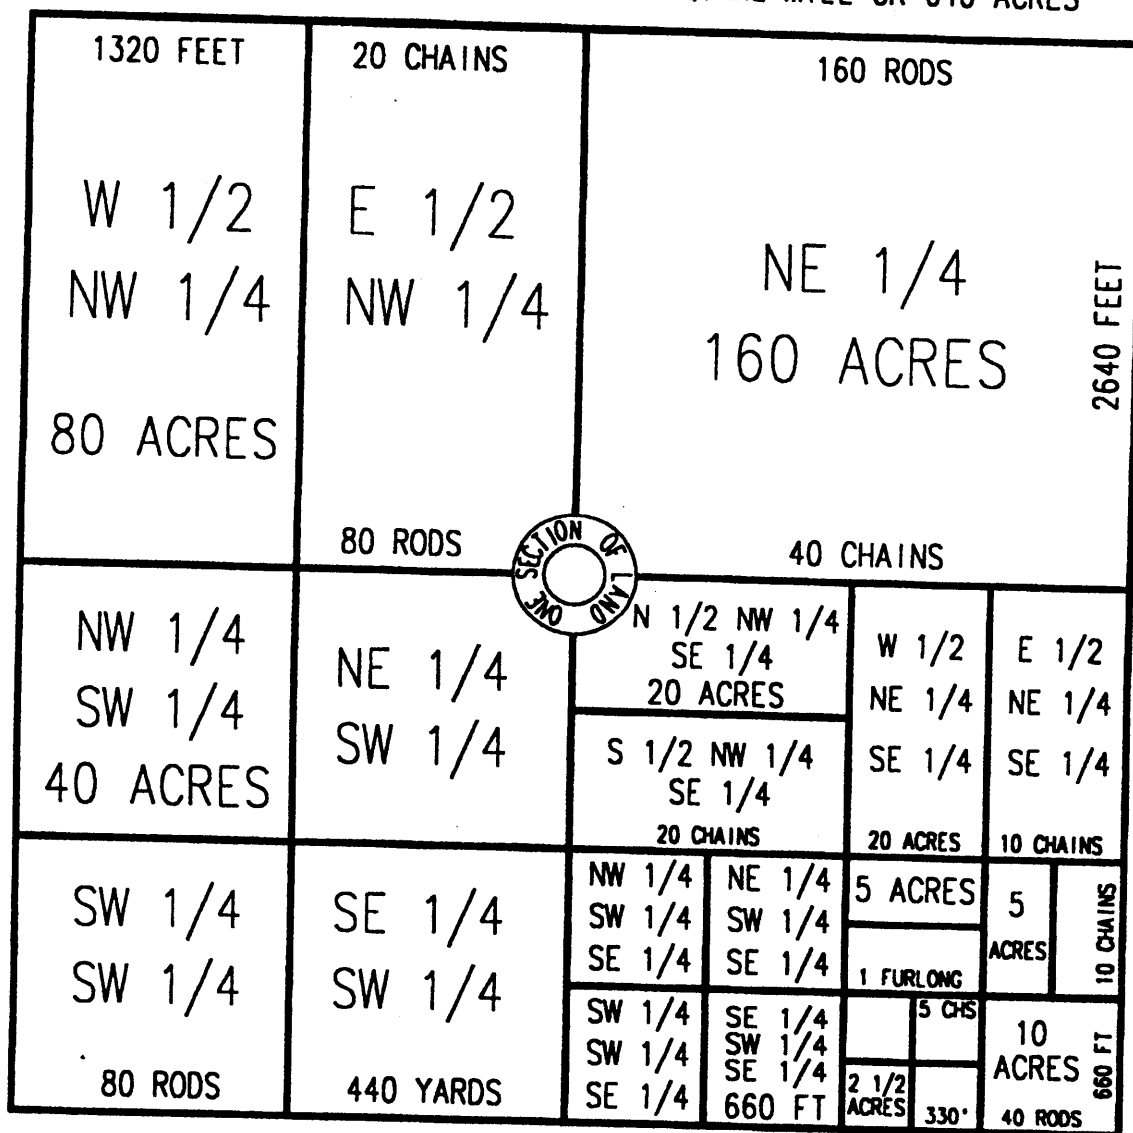 MILE OR 640 ACRES
1320 FEET
20 CHAINS
160 RODS
W 1/2
NW 1/4
80 ACRES
E 1/2
NW 1/4
80 RODS
NE 1/4
160 ACRES
2640 FEET
40 CHAINS
ONE SECTION OF LAND
NW 1/4
SW 1/4
40 ACRES
NE 1/4
SW 1/4
N 1/2 NW 1/4
SE 1/4
20 ACRES
S 1/2 NW 1/4
SE 1/4
20 CHAINS
W 1/2
NE 1/4
SE 1/4
20 ACRES
E 1/2
NE 1/4
SE 1/4
10 CHAINS
SW 1/4
SW 1/4
80 RODS
SE 1/4
SW 1/4
440 YARDS
NW 1/4
SW 1/4
SE 1/4
NE 1/4
SW 1/4
SE 1/4
5 ACRES
1 FURLONG
5
ACRES
10 CHAINS
SW 1/4
SW 1/4
SE 1/4
SE 1/4
SW 1/4
SE 1/4
660 FT
5 CHS
2 1/2
ACRES
330'
10
ACRES
660 FT
40 RODS